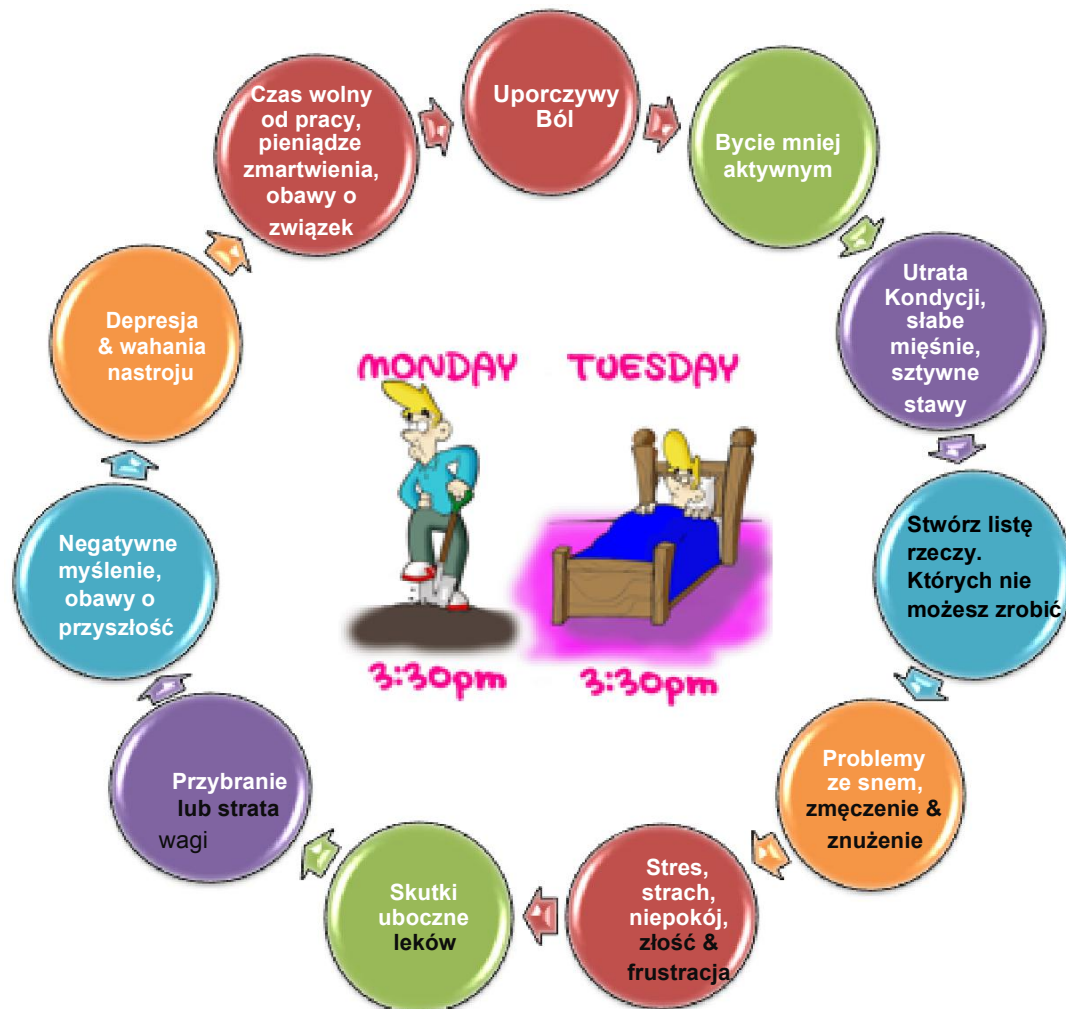 Uporczywy
Ból
Bycie mniej
aktywnym
Utrata
Kondycji,
słabe
mięśnie,
sztywne
stawy
Stwórz listę
rzeczy.
Których nie
możesz zrobić
Problemy
ze snem,
zmęczenie &
znużenie
Stres,
strach,
niepokój,
złość &
frustracja
Skutki
uboczne
leków
Przybranie
lub strata
wagi
Negatywne
myślenie,
obawy o
przyszłość
Depresja
& wahania
nastroju
Czas wolny
od pracy,
pieniądze
zmartwienia,
obawy o
związek
MONDAY
TUESDAY
3:30pm
3:30pm